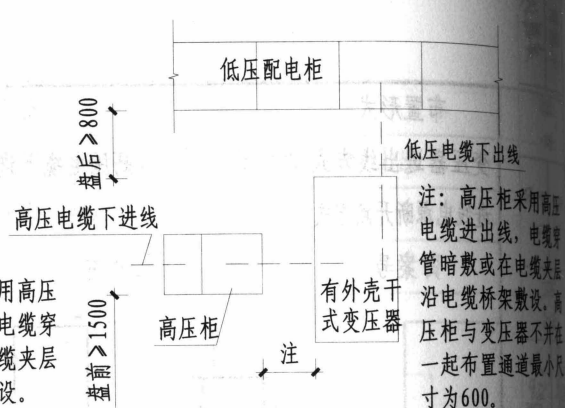 低压配电柜
盘后≥800
低压电缆下出线
高压电缆下进线
注：高压柜采用高压
电缆进出线，电缆穿
管暗敷或在电缆夹层
沿电缆桥架敷设。高
压柜与变压器不并在
一起布置通道最小尺
寸为600。
有外壳干
式变压器
高压柜
注
盘前≥1500
用高压
电缆穿
缆夹层
设。